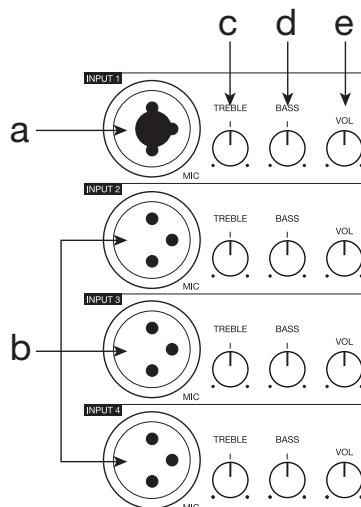 c d e
INPUT 1
TREBLE BASS VOL
a
MIC
INPUT 2
TREBLE BASS VOL
MIC
INPUT 3
b
TREBLE BASS VOL
MIC
INPUT 4
TREBLE BASS VOL
MIC